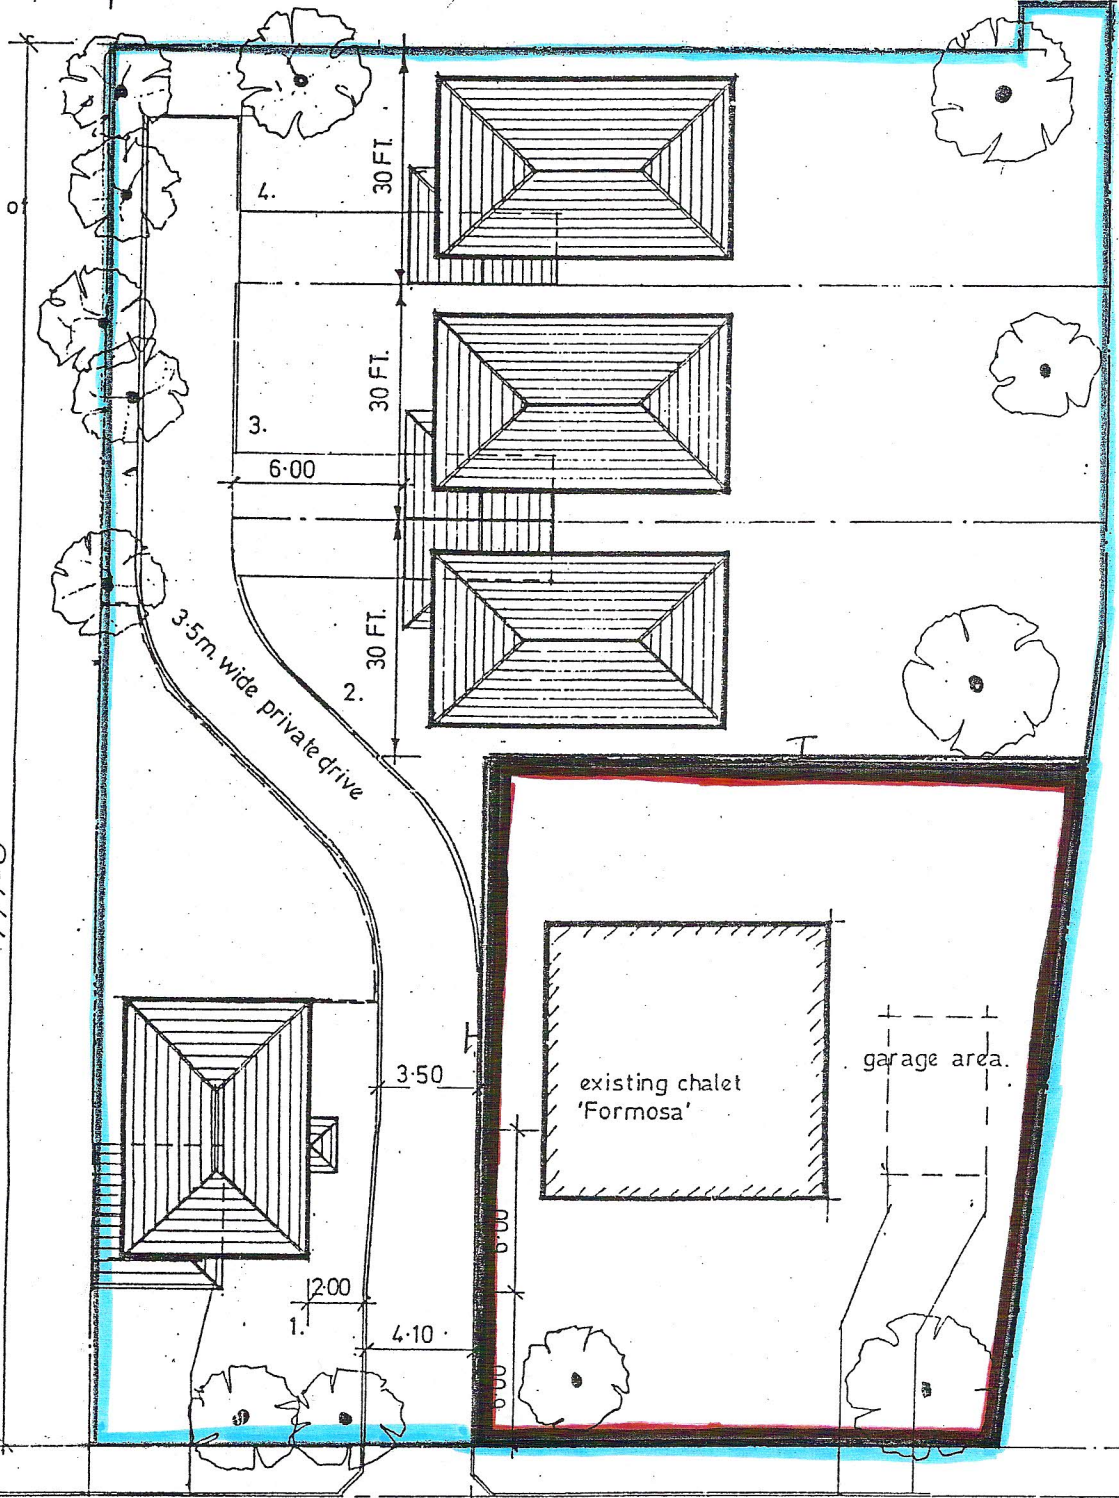 of
30 FT.
4.
30 FT.
3.
6·00
30 FT.
3·5m. wide private drive
2.
T
H
3·50
garage area.
existing chalet
'Formosa'
6·00
2·00
1.
4·10
6·00